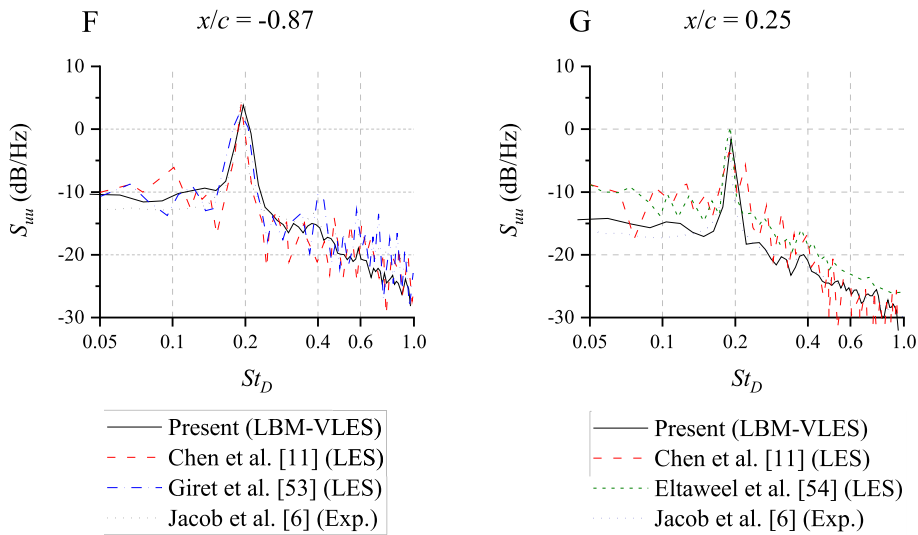 F x/c = -0.87
10
0
-10
-20
-30
S_uu (dB/Hz)
0.05 0.1 0.2 0.4 0.6 1.0
St_D
Present (LBM-VLES)
Chen et al. [11] (LES)
Giret et al. [53] (LES)
Jacob et al. [6] (Exp.)
G x/c = 0.25
10
0
-10
-20
-30
S_uu (dB/Hz)
0.05 0.1 0.2 0.4 0.6 1.0
St_D
Present (LBM-VLES)
Chen et al. [11] (LES)
Eltaweel et al. [54] (LES)
Jacob et al. [6] (Exp.)